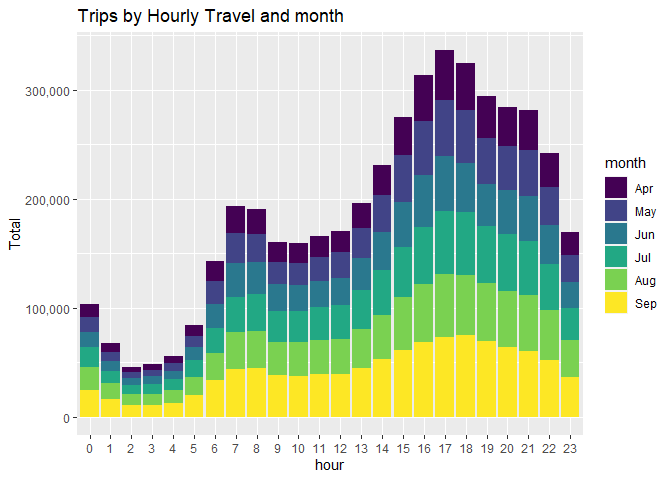 Trips by Hourly Travel and month
300,000
200,000
100,000
0
Total
0 1 2 3 4 5 6 7 8 9 10 11 12 13 14 15 16 17 18 19 20 21 22 23
hour
month
Apr
May
Jun
Jul
Aug
Sep